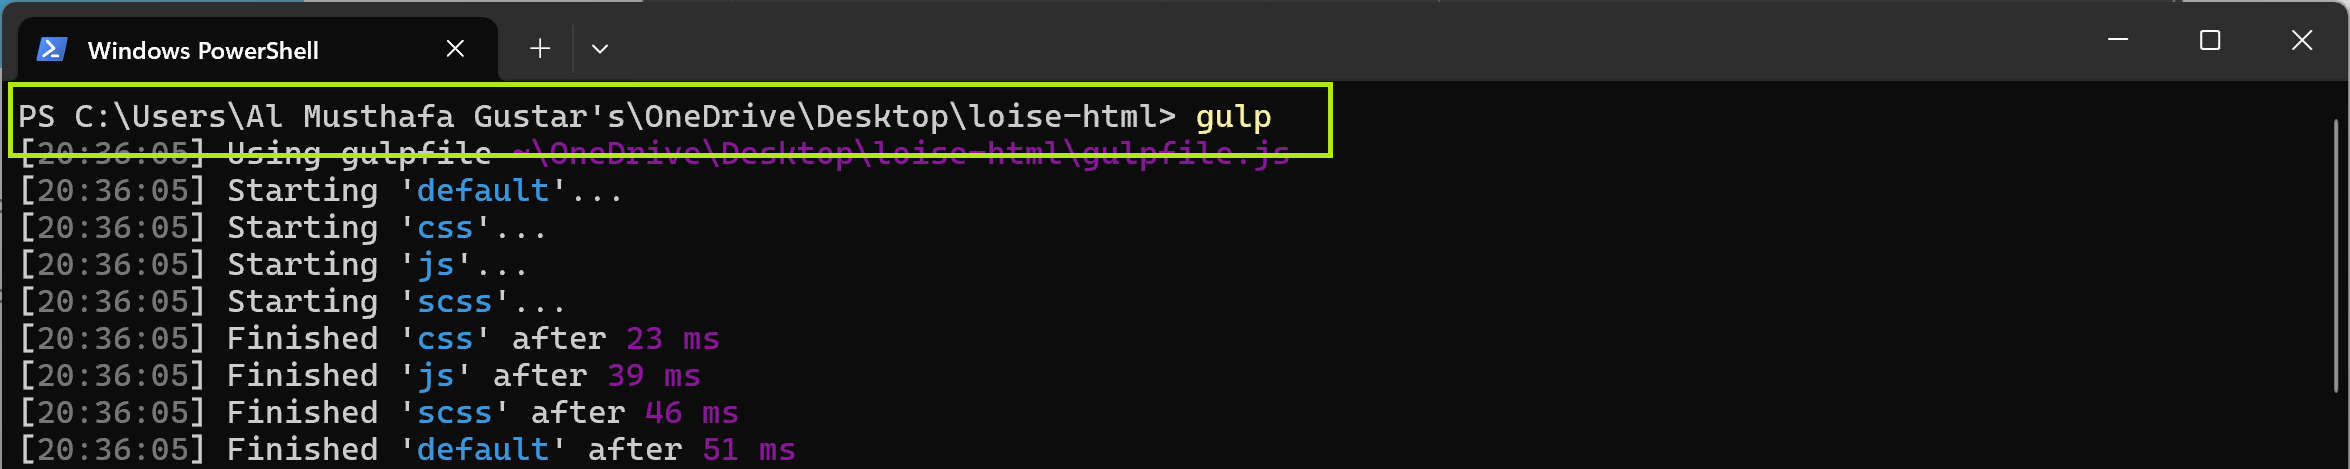 Windows PowerShell
PS C:\Users\Al Musthafa Gustar's\OneDrive\Desktop\loise-html> gulp
[20:36:05] Using gulpfile ~\OneDrive\Desktop\loise-html\gulpfile.js
[20:36:05] Starting 'default'...
[20:36:05] Starting 'css'...
[20:36:05] Starting 'js'...
[20:36:05] Starting 'scss'...
[20:36:05] Finished 'css' after 23 ms
[20:36:05] Finished 'js' after 39 ms
[20:36:05] Finished 'scss' after 46 ms
[20:36:05] Finished 'default' after 51 ms